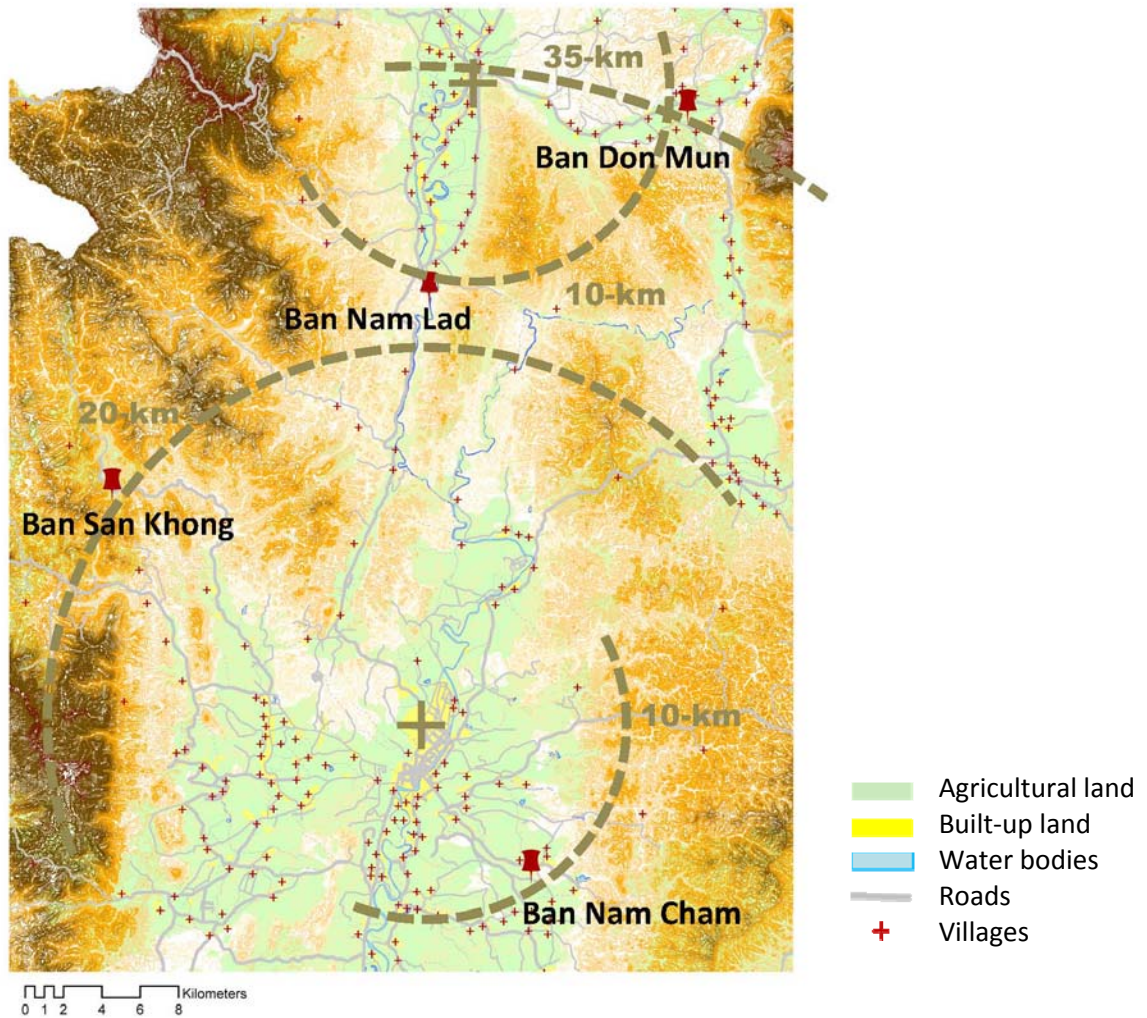 35-km
Ban Don Mun
10-km
Ban Nam Lad
20-km
Ban San Khong
10-km
Ban Nam Cham
Agricultural land
Built-up land
Water bodies
Roads
Villages
Kilometers
0 1 2 4 6 8